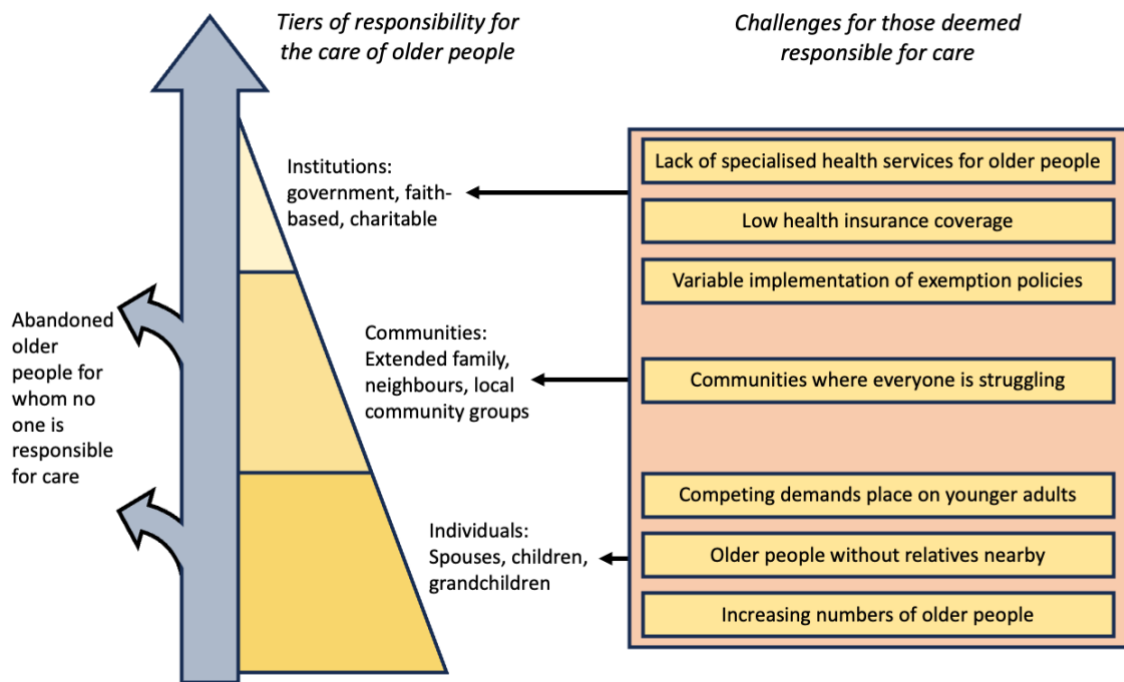 Tiers of responsibility for
the care of older people
Challenges for those deemed
responsible for care
Institutions:
government, faith-
based, charitable
Communities:
Extended family,
neighbours, local
community groups
Individuals:
Spouses, children,
grandchildren
Abandoned
older
people for
whom no
one is
responsible
for care
Lack of specialised health services for older people
Low health insurance coverage
Variable implementation of exemption policies
Communities where everyone is struggling
Competing demands place on younger adults
Older people without relatives nearby
Increasing numbers of older people